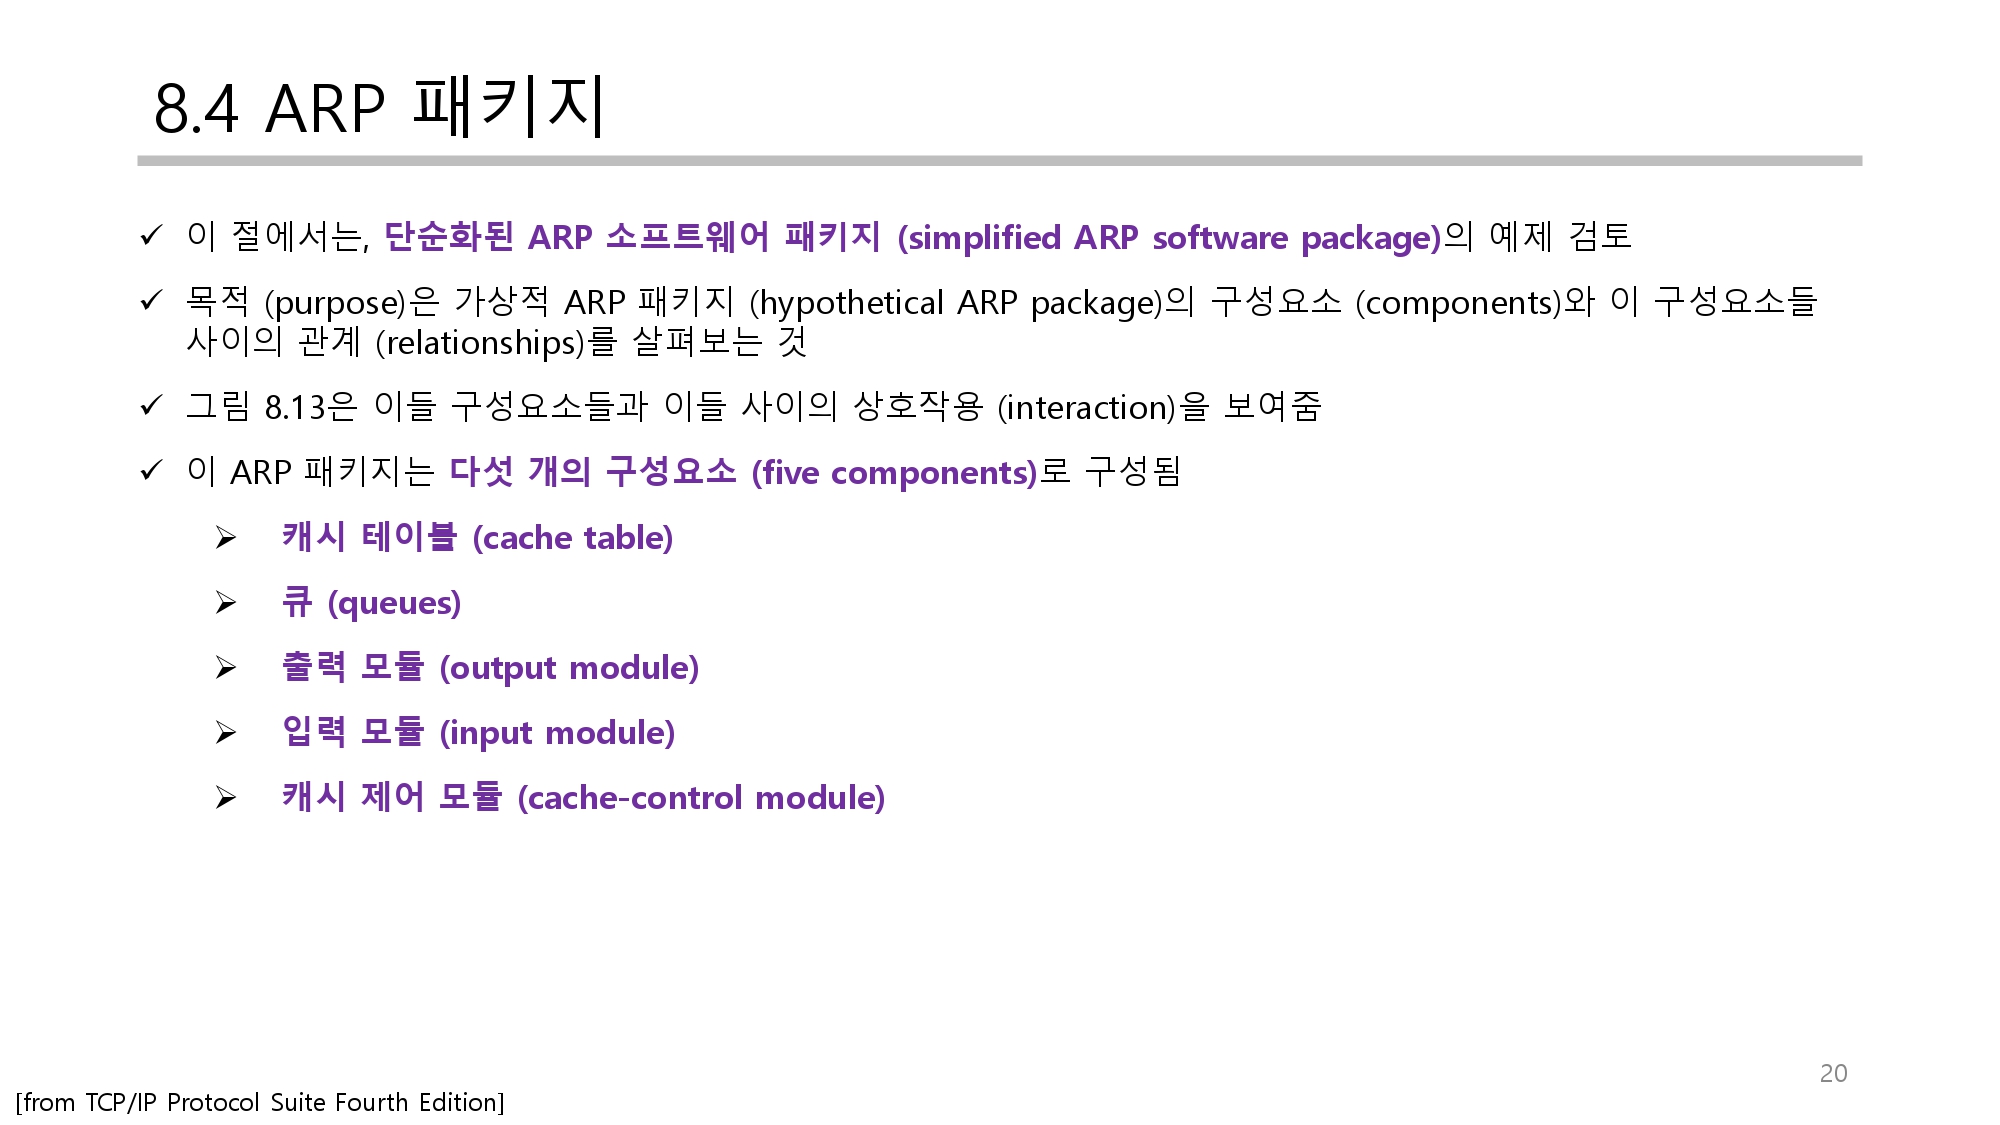 8.4 ARP 패키지
✓ 이 절에서는, 단순화된 ARP 소프트웨어 패키지 (simplified ARP software package)의 예제 검토
✓ 목적 (purpose)은 가상적 ARP 패키지 (hypothetical ARP package)의 구성요소 (components)와 이 구성요소들
사이의 관계 (relationships)를 살펴보는 것
✓ 그림 8.13은 이들 구성요소들과 이들 사이의 상호작용 (interaction)을 보여줌
✓ 이 ARP 패키지는 다섯 개의 구성요소 (five components)로 구성됨
➢ 캐시 테이블 (cache table)
➢ 큐 (queues)
➢ 출력 모듈 (output module)
➢ 입력 모듈 (input module)
➢ 캐시 제어 모듈 (cache-control module)
20
[from TCP/IP Protocol Suite Fourth Edition]